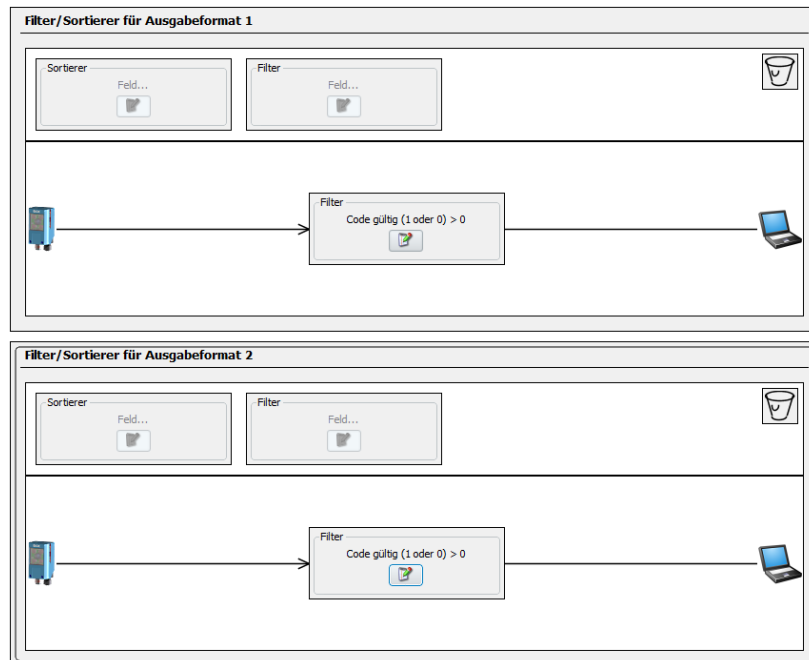 Filter/Sortierer für Ausgabeformat 1
Sortierer
Feld...
Filter
Feld...
Filter
Code gültig (1 oder 0) > 0
Filter/Sortierer für Ausgabeformat 2
Sortierer
Feld...
Filter
Feld...
Filter
Code gültig (1 oder 0) > 0